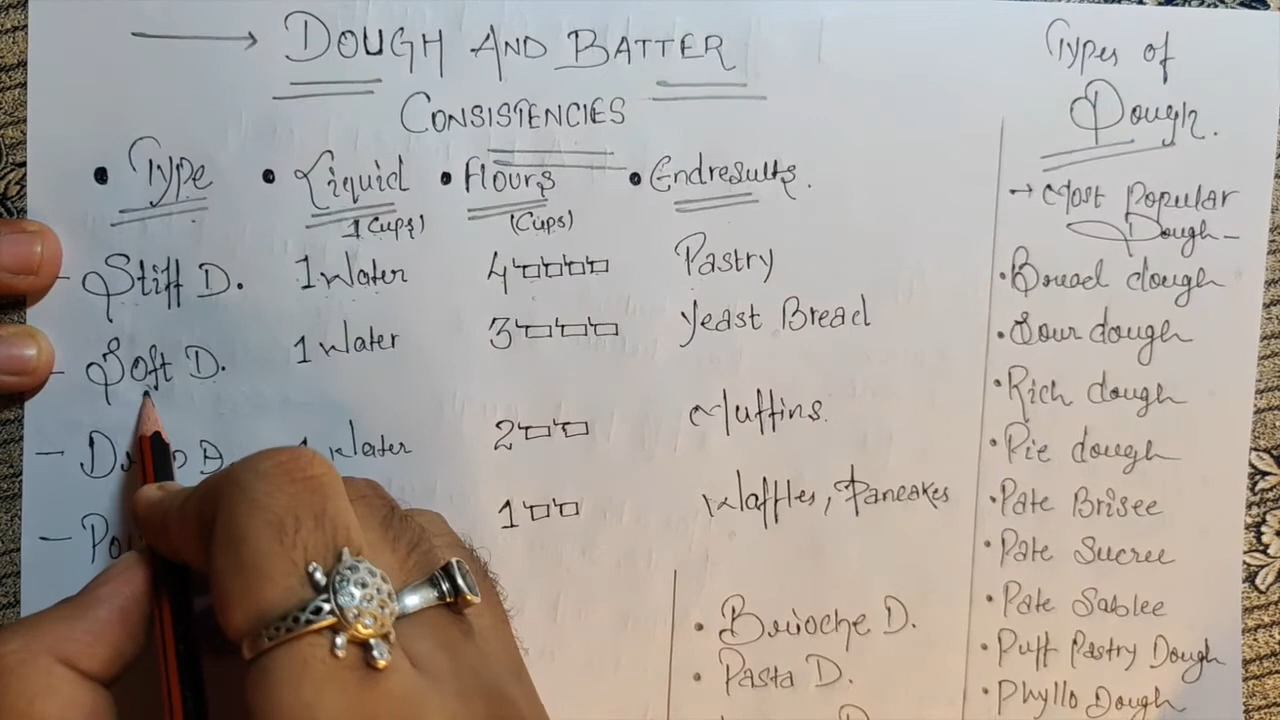 DOUGH AND BATTER
CONSISTENCIES
• Type • Liquid • Flours • Endresults.
1 Cups) (Cups)
- Stiff D. 1 Water 4 Pastry
- Soft D. 1 Water 3 Yeast Bread
- Water 2 Muffins.
- 1 Waffles, Pancakes
• Brioche D.
• Pasta D.
Types of
Dough.
→ Most Popular
Dough-
• Bread dough
• Sour dough
• Rich dough
• Pie dough
• Pate Brisee
• Pate Sucree
• Pate Sablee
• Puff Pastry Dough
• Phyllo Dough